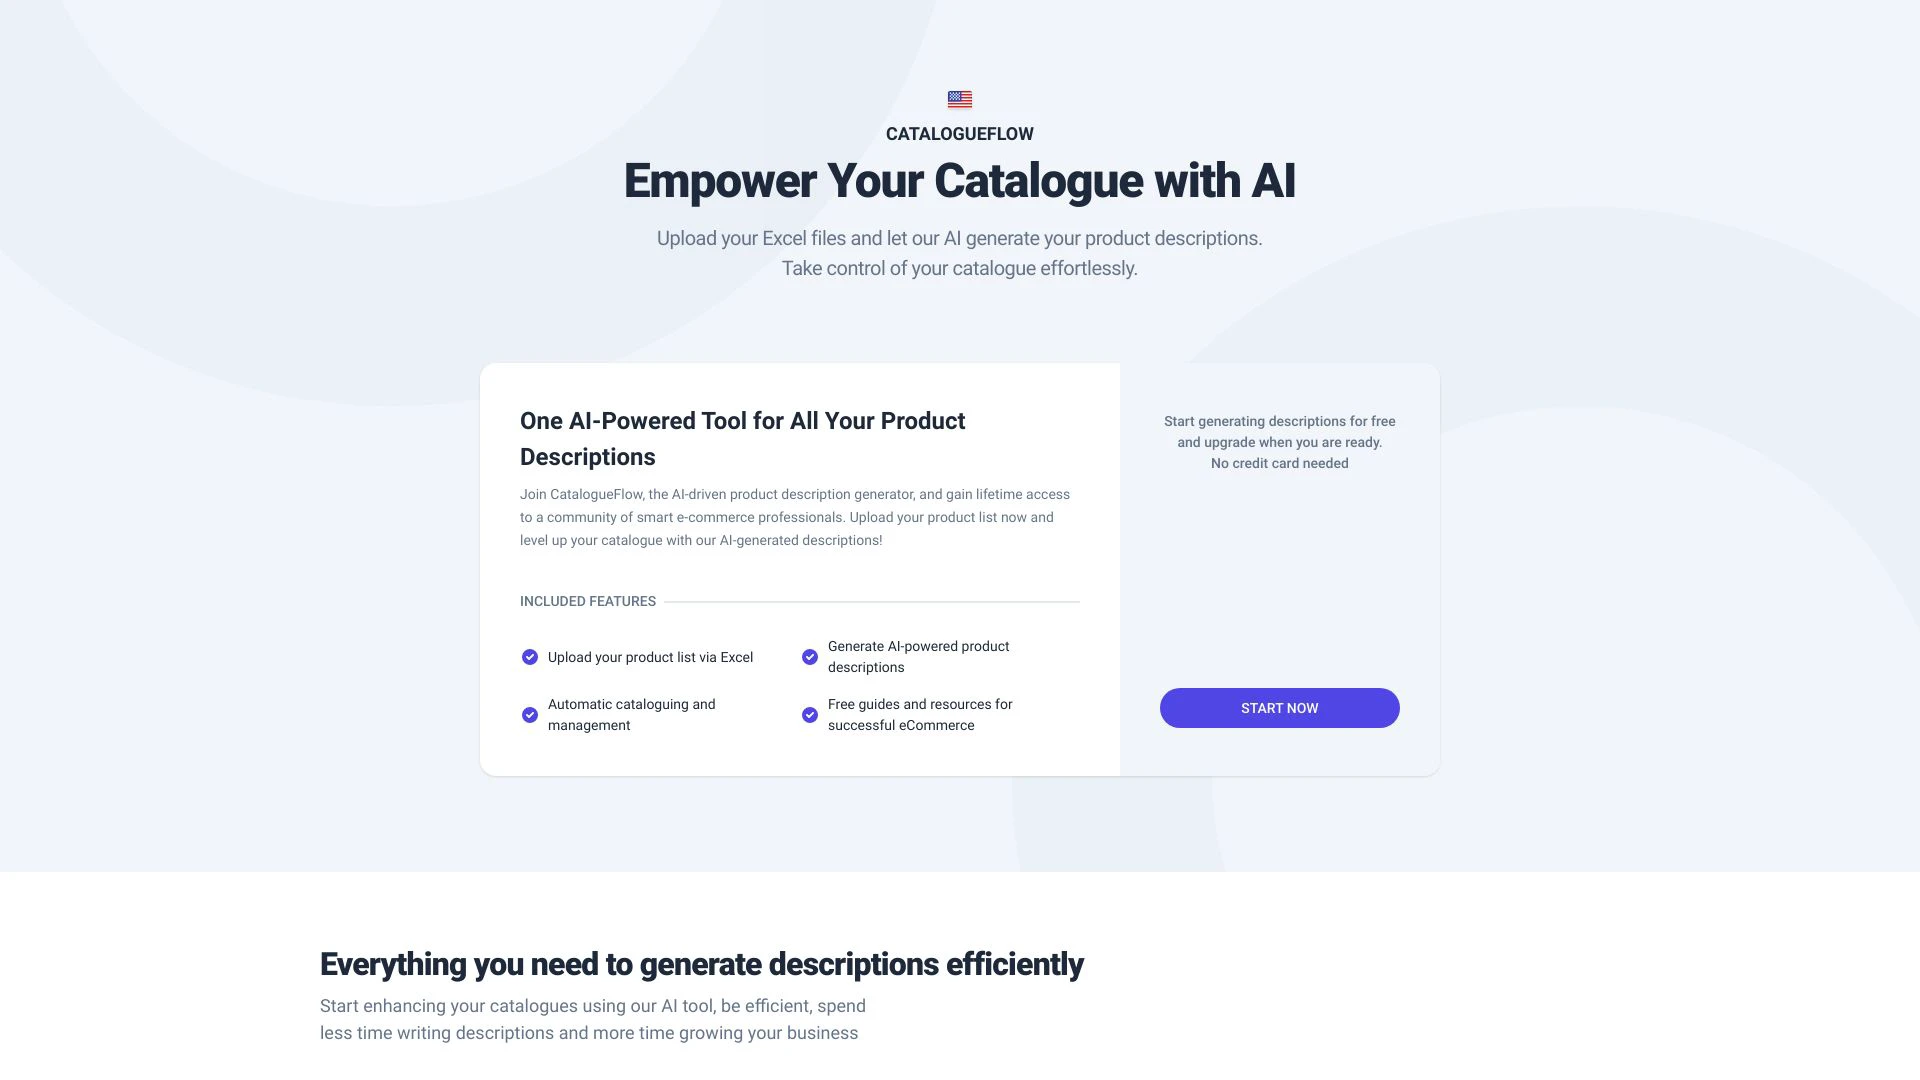 CATALOGUEFLOW
Empower Your Catalogue with AI
Upload your Excel files and let our AI generate your product descriptions.
Take control of your catalogue effortlessly.
One AI-Powered Tool for All Your Product
Descriptions
Join CatalogueFlow, the AI-driven product description generator, and gain lifetime access
to a community of smart e-commerce professionals. Upload your product list now and
level up your catalogue with our AI-generated descriptions!
INCLUDED FEATURES
Upload your product list via Excel
Generate AI-powered product
descriptions
Automatic cataloguing and
management
Free guides and resources for
successful eCommerce
Start generating descriptions for free
and upgrade when you are ready.
No credit card needed
START NOW
Everything you need to generate descriptions efficiently
Start enhancing your catalogues using our AI tool, be efficient, spend
less time writing descriptions and more time growing your business